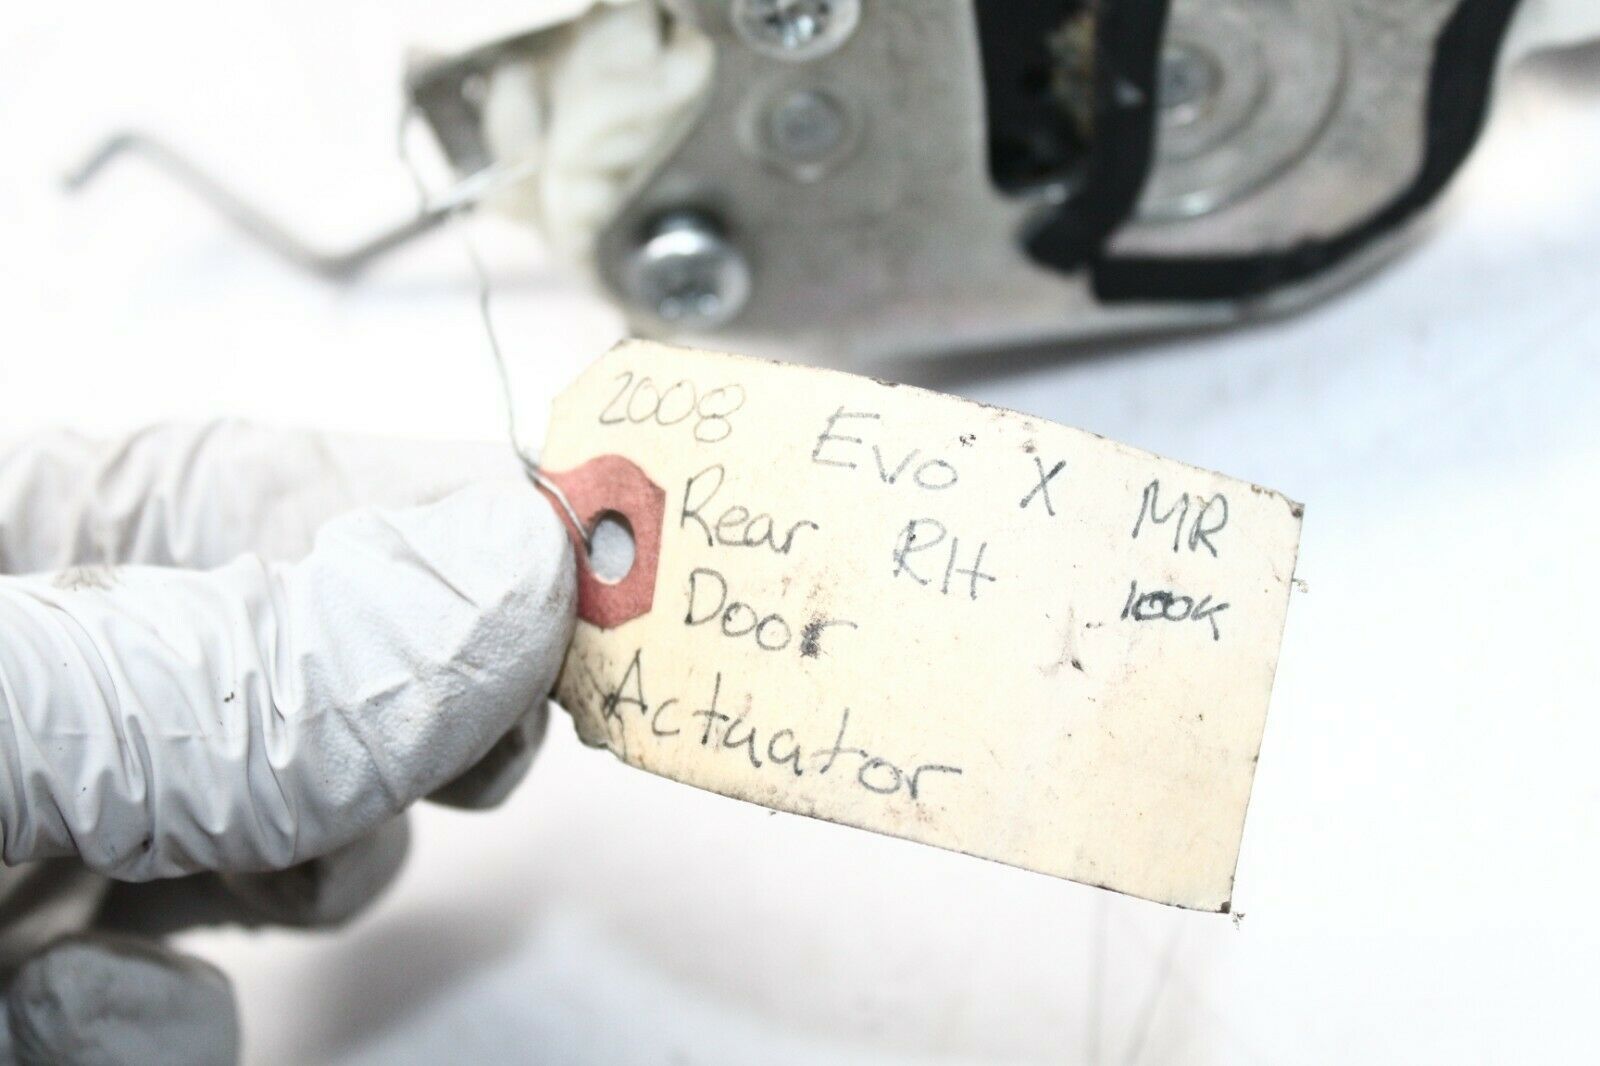 2008 Evo X MR
Rear RH 100K
Door
Actuator